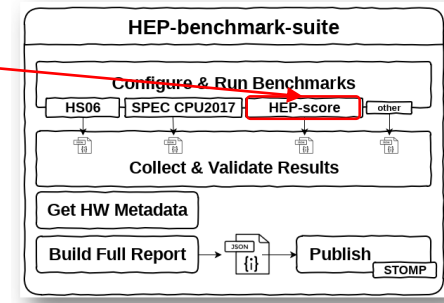 HEP-benchmark-suite
Configure & Run Benchmarks
HS06 SPEC CPU2017 HEP-score other
Collect & Validate Results
Get HW Metadata
Build Full Report JSON {;} Publish
STOMP